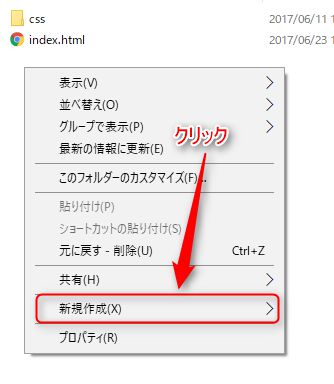 css 2017/06/11 1
index.html 2017/06/23 1
表示(V)
並べ替え(O)
グループで表示(P)
クリック
最新の情報に更新(E)
このフォルダーのカスタマイズ(F)...
貼り付け(P)
ショートカットの貼り付け(S)
元に戻す - 削除(U) Ctrl+Z
共有(H)
新規作成(X)
プロパティ(R)